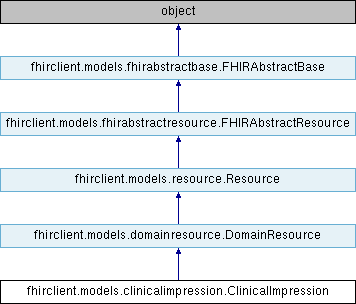 object
fhirclient.models.fhirabstractbase.FHIRAbstractBase
fhirclient.models.fhirabstractresource.FHIRAbstractResource
fhirclient.models.resource.Resource
fhirclient.models.domainresource.DomainResource
fhirclient.models.clinicalimpression.ClinicalImpression